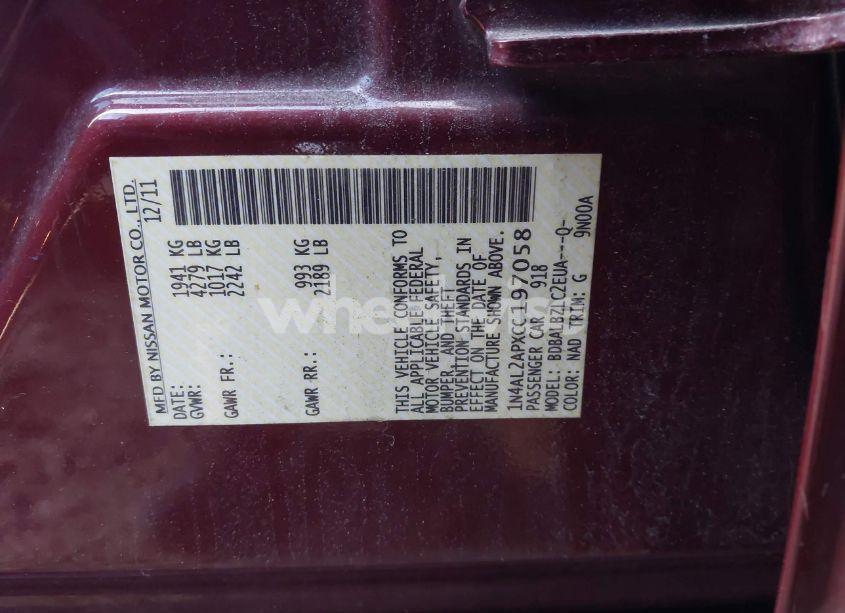 MFD BY NISSAN MOTOR CO., LTD.
DATE: 12/11
GVWR: 1941 KG
4279 LB
GAWR FR.: 1017 KG
2242 LB
GAWR RR.: 993 KG
2189 LB
THIS VEHICLE CONFORMS TO
ALL APPLICABLE FEDERAL
MOTOR VEHICLE SAFETY,
BUMPER, AND THEFT
PREVENTION STANDARDS IN
EFFECT ON THE DATE OF
MANUFACTURE SHOWN ABOVE.
1N4AL2APXCC197058
PASSENGER CAR 918
MODEL: BDBALBZLC2EUA---Q-
COLOR: NAD TRIM: G 9N00A